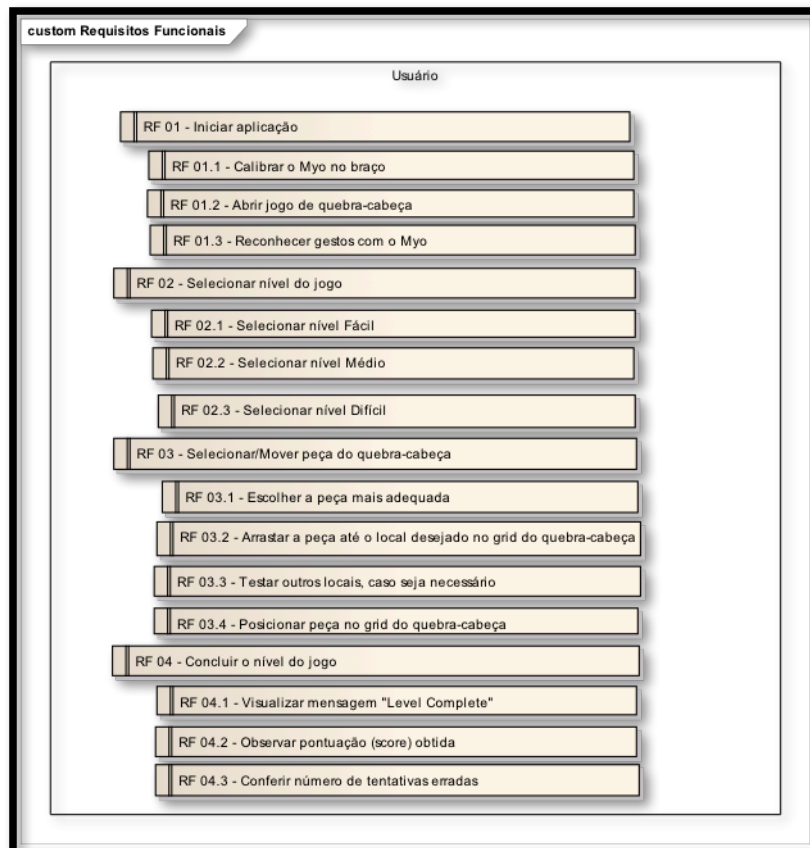 custom Requisitos Funcionais
Usuário
RF 01 - Iniciar aplicação
RF 01.1 - Calibrar o Myo no braço
RF 01.2 - Abrir jogo de quebra-cabeça
RF 01.3 - Reconhecer gestos com o Myo
RF 02 - Selecionar nível do jogo
RF 02.1 - Selecionar nível Fácil
RF 02.2 - Selecionar nível Médio
RF 02.3 - Selecionar nível Difícil
RF 03 - Selecionar/Mover peça do quebra-cabeça
RF 03.1 - Escolher a peça mais adequada
RF 03.2 - Arrastar a peça até o local desejado no grid do quebra-cabeça
RF 03.3 - Testar outros locais, caso seja necessário
RF 03.4 - Posicionar peça no grid do quebra-cabeça
RF 04 - Concluir o nível do jogo
RF 04.1 - Visualizar mensagem "Level Complete"
RF 04.2 - Observar pontuação (score) obtida
RF 04.3 - Conferir número de tentativas erradas